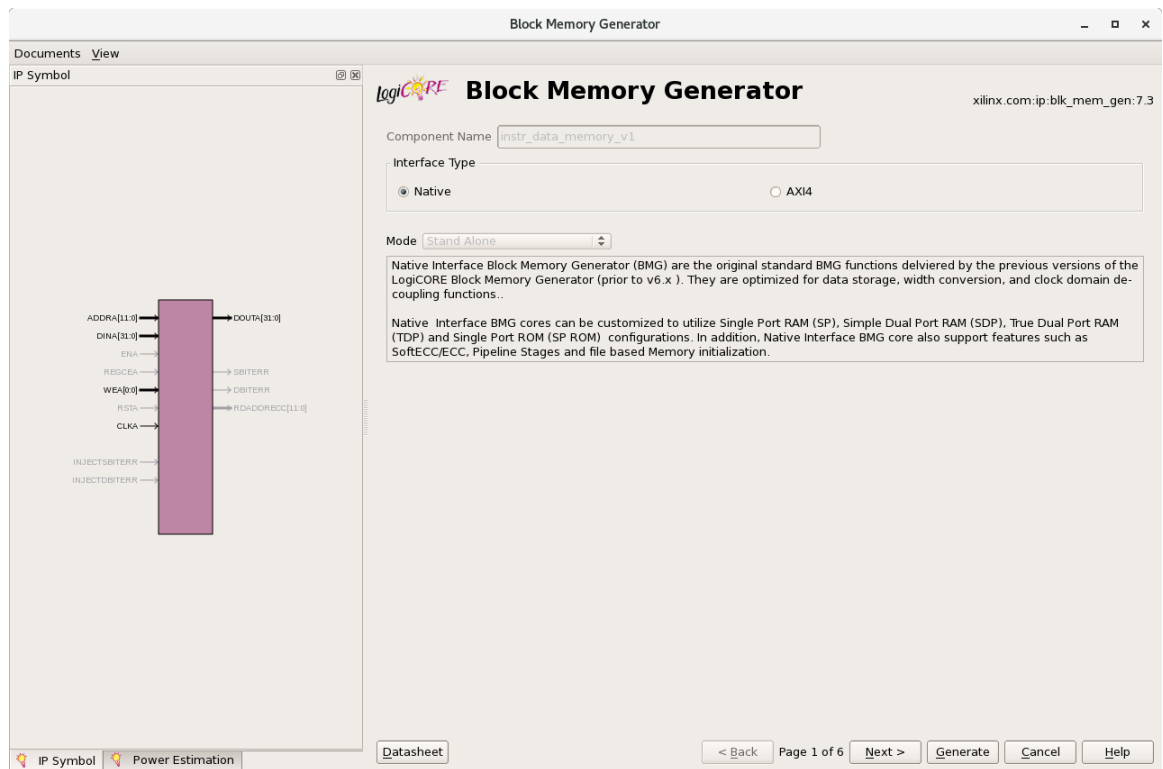 Block Memory Generator
Documents View
IP Symbol
ADDRA[11:0]
DINA[31:0]
ENA
REGCEA
WEA[0:0]
RSTA
CLKA
INJECTSBITERR
INJECTDBITERR
DOUTA[31:0]
SBITERR
DBITERR
RDADDRECC[11:0]
IP Symbol Power Estimation
LogiCORE Block Memory Generator
xilinx.com:ip:blk_mem_gen:7.3
Component Name instr_data_memory_v1
Interface Type
Native AXI4
Mode Stand Alone
Native Interface Block Memory Generator (BMG) are the original standard BMG functions delviered by the previous versions of the
LogiCORE Block Memory Generator (prior to v6.x ). They are optimized for data storage, width conversion, and clock domain de-
coupling functions..
Native  Interface BMG cores can be customized to utilize Single Port RAM (SP), Simple Dual Port RAM (SDP), True Dual Port RAM
(TDP) and Single Port ROM (SP ROM)  configurations. In addition, Native Interface BMG core also support features such as
SoftECC/ECC, Pipeline Stages and file based Memory initialization.
Datasheet < Back Page 1 of 6 Next > Generate Cancel Help